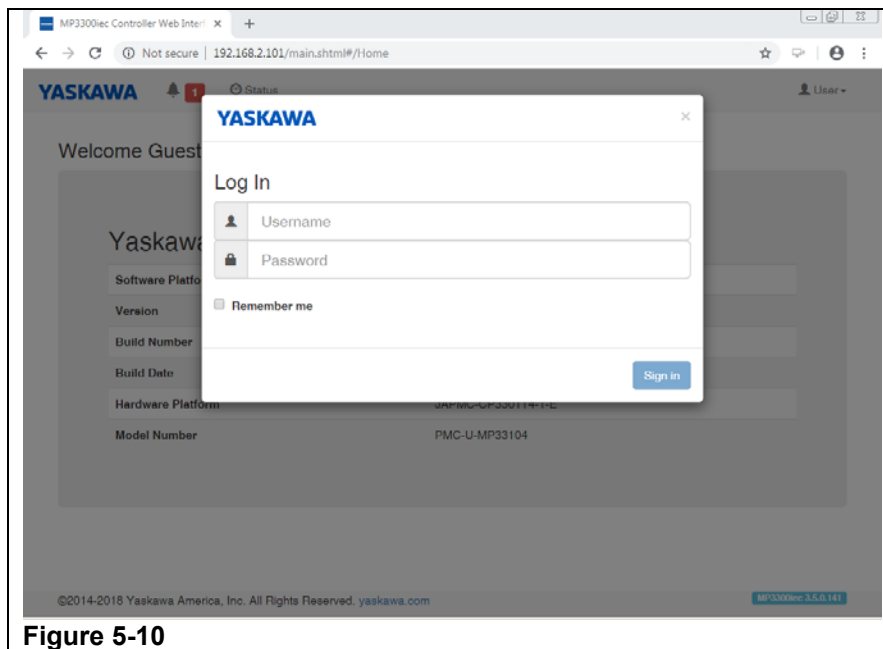 MP3300iec Controller Web Interf
Not secure | 192.168.2.101/main.shtml#/Home
YASKAWA 1 Status User
YASKAWA
Welcome Guest
Log In
Username
Yaskawa
Password
Software Platfo
Remember me
Version
Build Number
Sign in
Build Date
Hardware Platform JAPMC-CP330114-1-E
Model Number PMC-U-MP33104
©2014-2018 Yaskawa America, Inc. All Rights Reserved. yaskawa.com MP3300iec 3.5.0.141
Figure 5-10